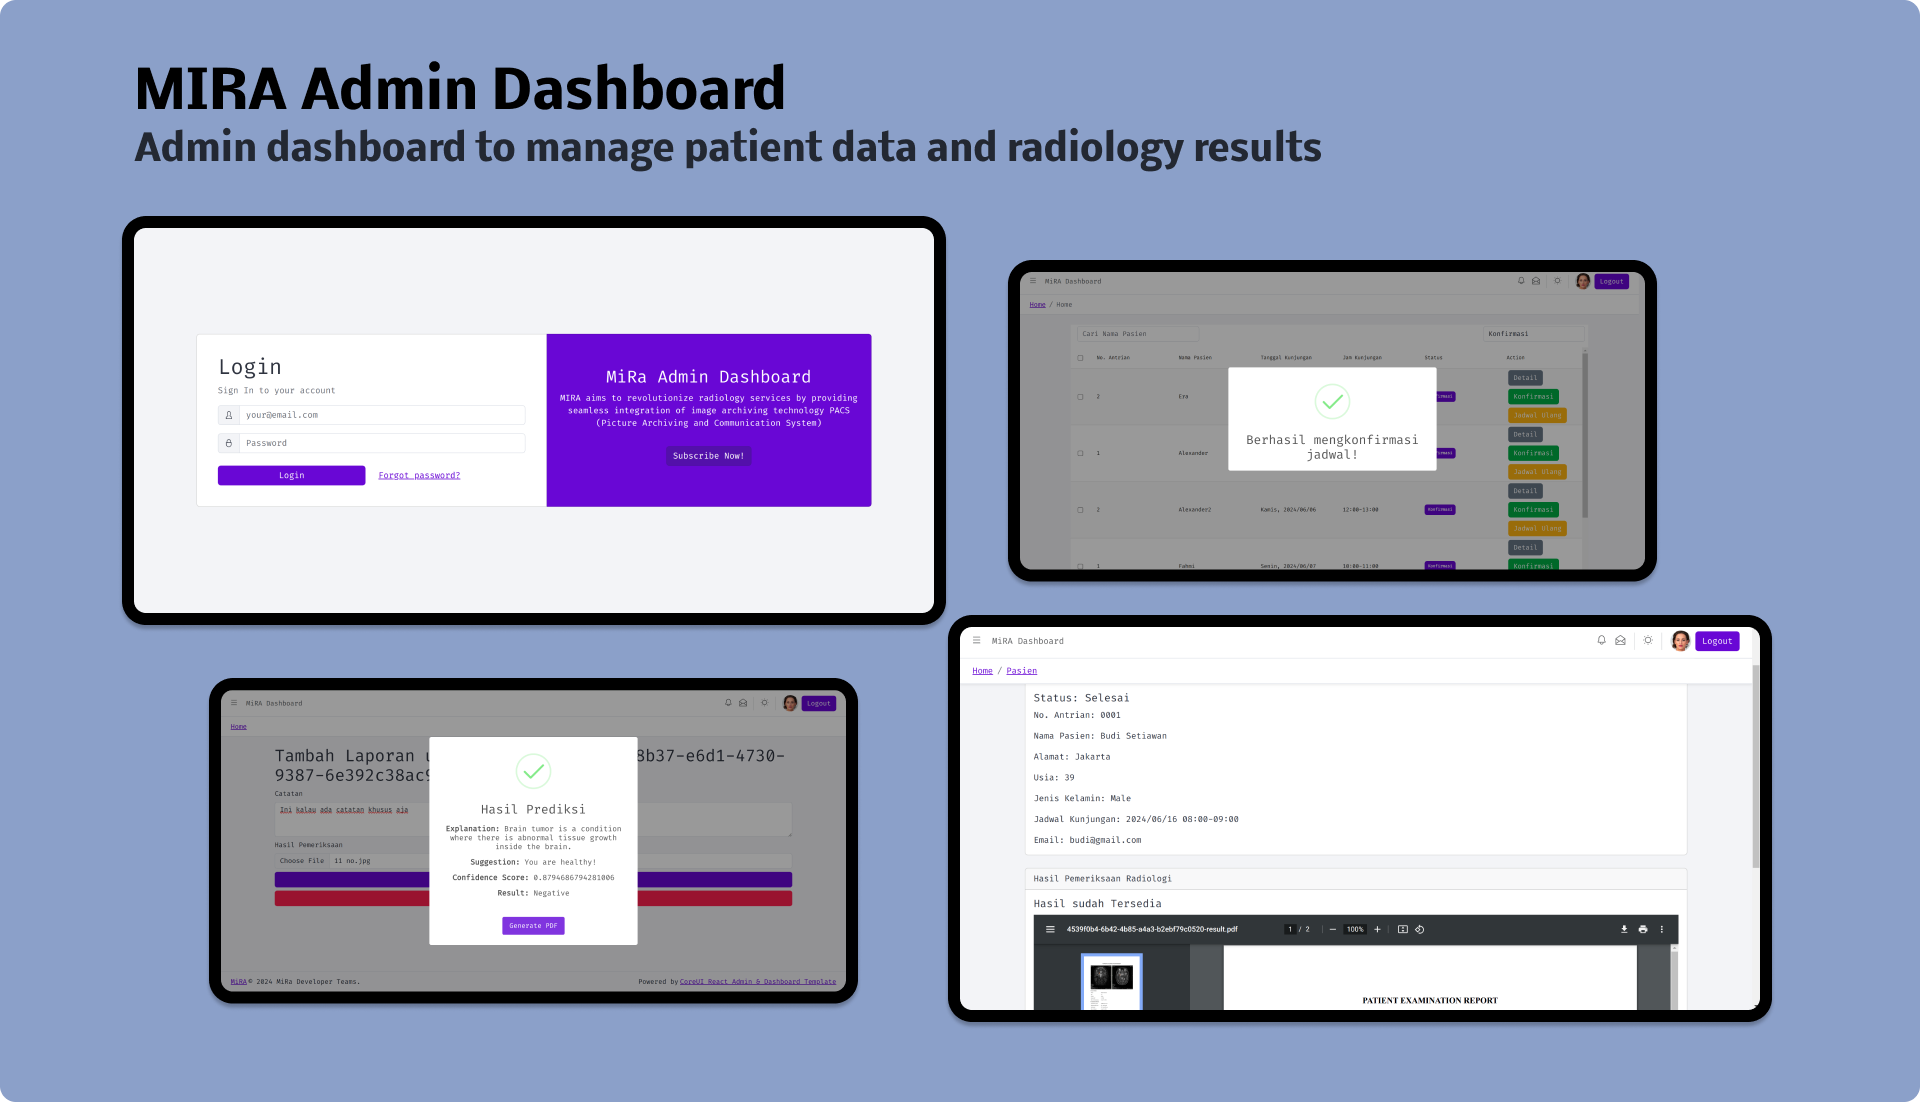 MIRA Admin Dashboard
Admin dashboard to manage patient data and radiology results
Login
Sign In to your account
your@email.com
Password
Login Forgot password?
MiRa Admin Dashboard
MIRA aims to revolutionize radiology services by providing
seamless integration of image archiving technology PACS
(Picture Archiving and Communication System)
Subscribe Now!
MiRA Dashboard Logout
Home / Home
Cari Nama Pasien Konfirmasi
No. Antrian Nama Pasien Tanggal Kunjungan Jam Kunjungan Status Action
Detail
2 Era Konfirmasi
Jadwal Ulang
Detail
1 Alexander Konfirmasi
Jadwal Ulang
Detail
2 Alexander2 Kamis, 2024/06/06 12:00-13:00 Konfirmasi Konfirmasi
Jadwal Ulang
Detail
1 Fahmi Senin, 2024/06/07 10:00-11:00 Konfirmasi Konfirmasi
Berhasil mengkonfirmasi
jadwal!
MiRA Dashboard Logout
Home
Tambah Laporan 8b37-e6d1-4730-
9387-6e392c38ac9
Catatan
Ini kalau ada catatan khusus aja
Hasil Pemeriksaan
Choose File 11 no.jpg
Hasil Prediksi
Explanation: Brain tumor is a condition
where there is abnormal tissue growth
inside the brain.
Suggestion: You are healthy!
Confidence Score: 0.8794686794281006
Result: Negative
Generate PDF
MiRA © 2024 MiRa Developer Teams. Powered by CoreUI React Admin & Dashboard Template
MiRA Dashboard Logout
Home / Pasien
Status: Selesai
No. Antrian: 0001
Nama Pasien: Budi Setiawan
Alamat: Jakarta
Usia: 39
Jenis Kelamin: Male
Jadwal Kunjungan: 2024/06/16 08:00-09:00
Email: budi@gmail.com
Hasil Pemeriksaan Radiologi
Hasil sudah Tersedia
4539f0b4-6b42-4b85-a4a3-b2ebf79c0520-result.pdf 1 / 2 100%
PATIENT EXAMINATION REPORT